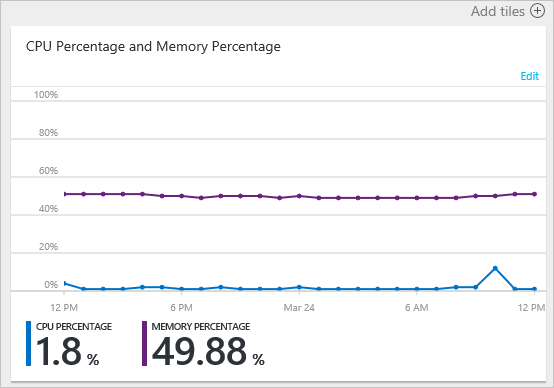 Add tiles
CPU Percentage and Memory Percentage
Edit
100%
80%
60%
40%
20%
0%
12 PM 6 PM Mar 24 6 AM 12 PM
CPU PERCENTAGE MEMORY PERCENTAGE
1.8 % 49.88 %